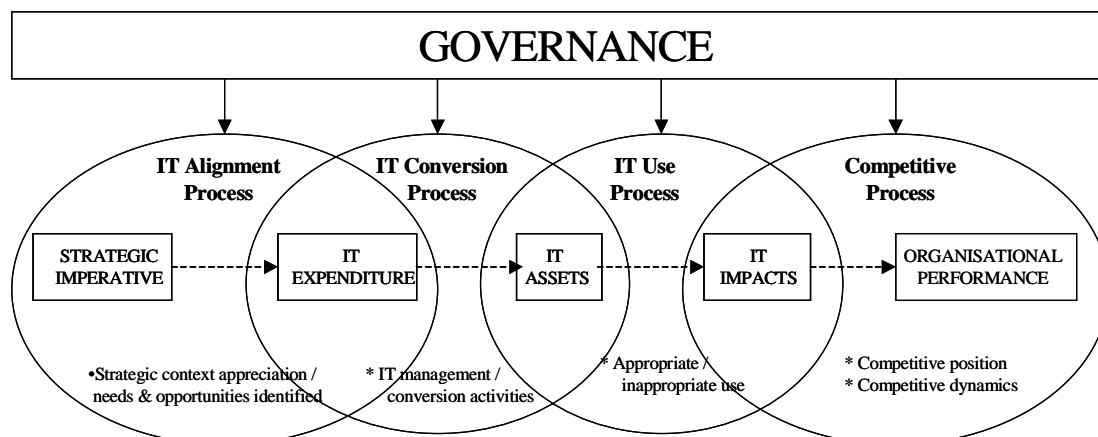 GOVERNANCE
IT Alignment
Process
IT Conversion
Process
IT Use
Process
Competitive
Process
STRATEGIC
IMPERATIVE
IT
EXPENDITURE
IT
ASSETS
IT
IMPACTS
ORGANISATIONAL
PERFORMANCE
•Strategic context appreciation /
needs & opportunities identified
* IT management /
conversion activities
* Appropriate /
inappropriate use
* Competitive position
* Competitive dynamics